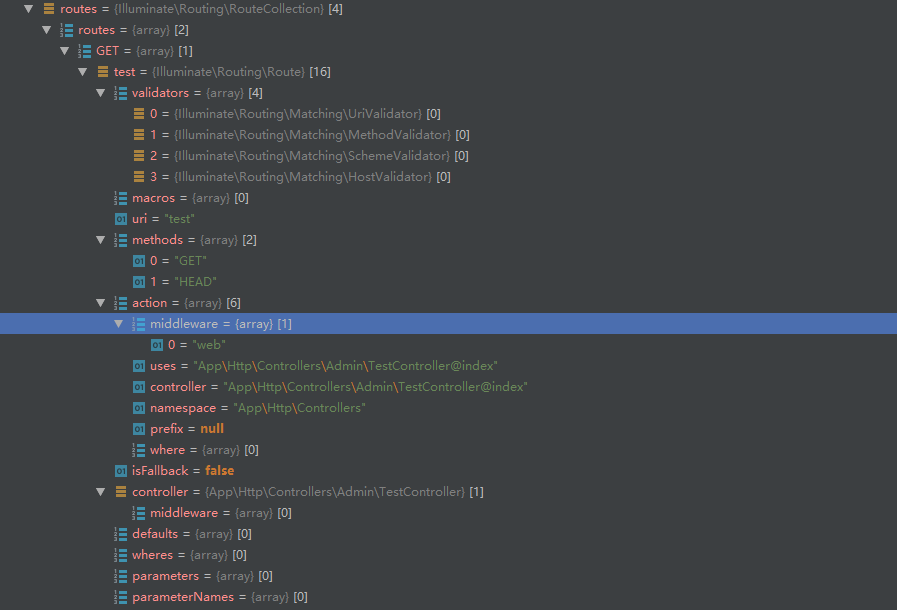 routes = {Illuminate\Routing\RouteCollection} [4]
routes = {array} [2]
GET = {array} [1]
test = {Illuminate\Routing\Route} [16]
validators = {array} [4]
0 = {Illuminate\Routing\Matching\UriValidator} [0]
1 = {Illuminate\Routing\Matching\MethodValidator} [0]
2 = {Illuminate\Routing\Matching\SchemeValidator} [0]
3 = {Illuminate\Routing\Matching\HostValidator} [0]
macros = {array} [0]
uri = "test"
methods = {array} [2]
0 = "GET"
1 = "HEAD"
action = {array} [6]
middleware = {array} [1]
0 = "web"
uses = "App\Http\Controllers\Admin\TestController@index"
controller = "App\Http\Controllers\Admin\TestController@index"
namespace = "App\Http\Controllers"
prefix = null
where = {array} [0]
isFallback = false
controller = {App\Http\Controllers\Admin\TestController} [1]
middleware = {array} [0]
defaults = {array} [0]
wheres = {array} [0]
parameters = {array} [0]
parameterNames = {array} [0]